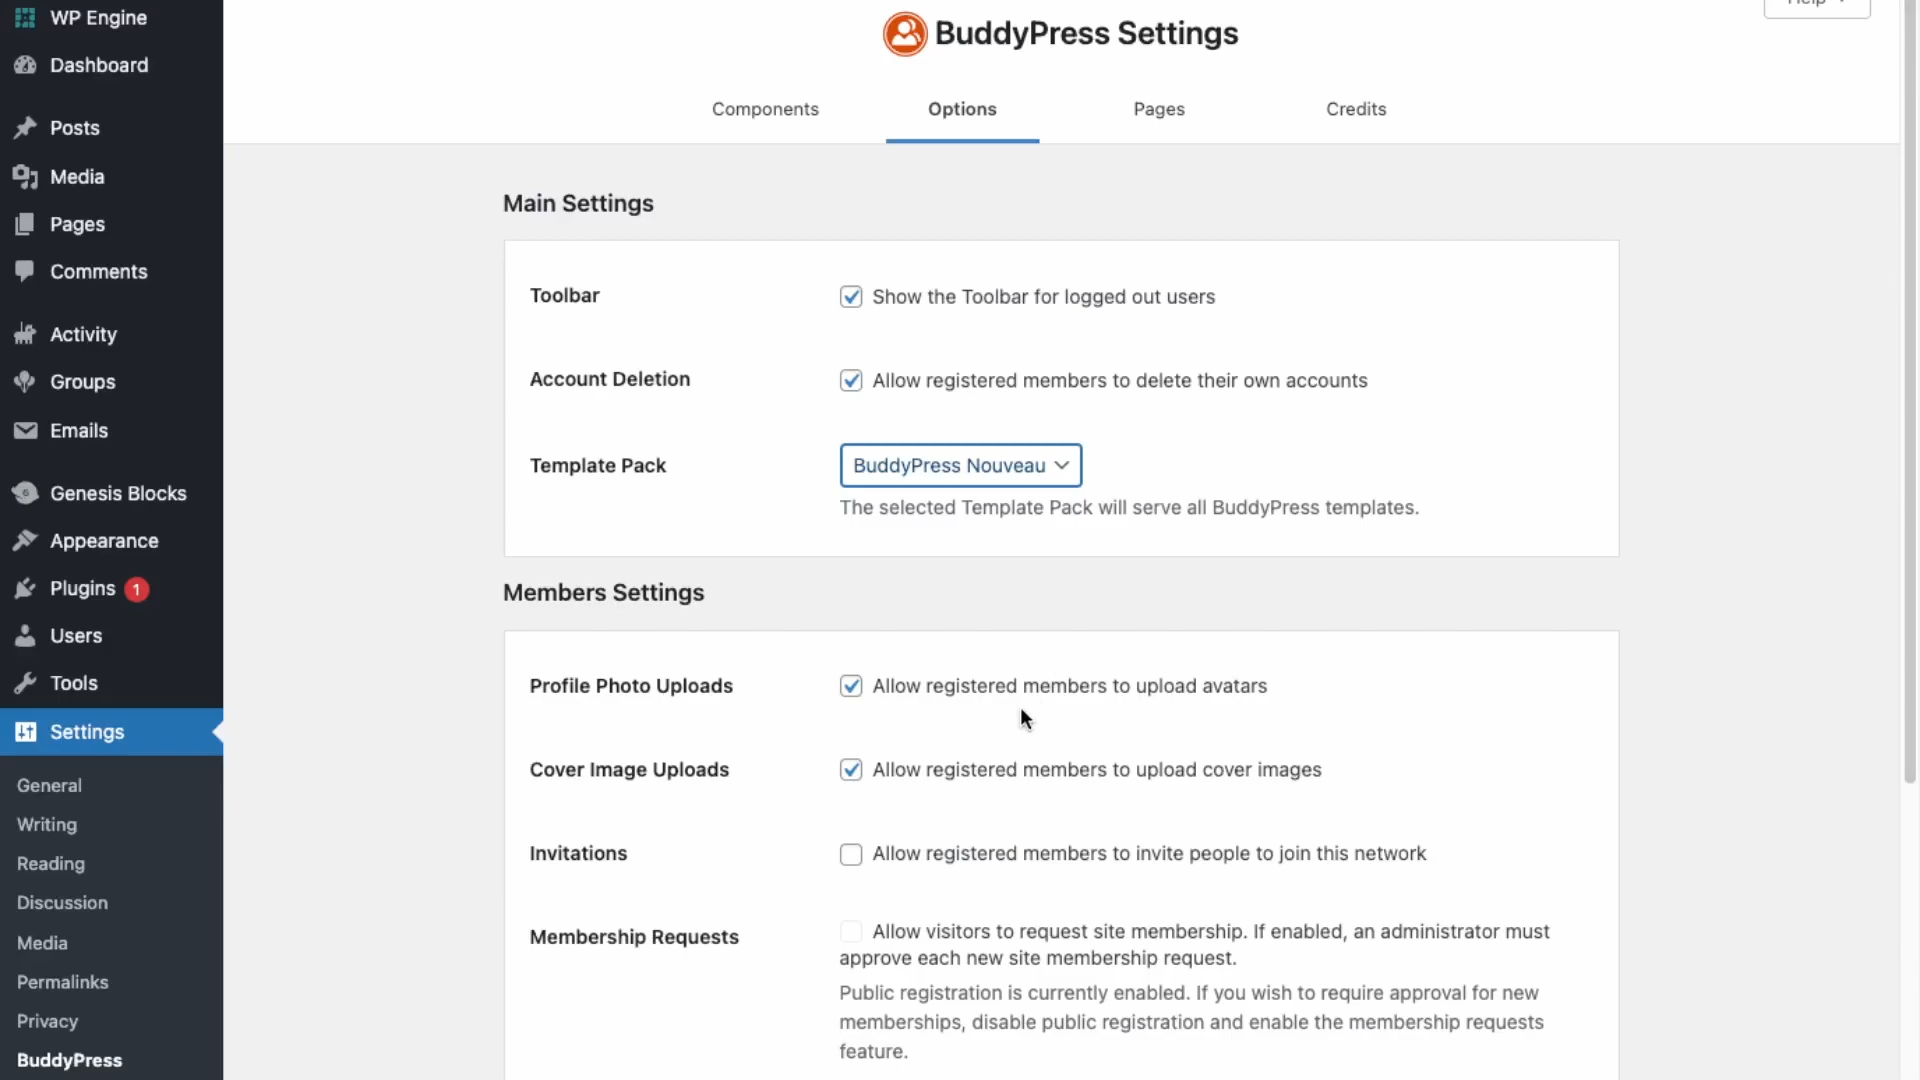 WP Engine
Dashboard
Posts
Media
Pages
Comments
Activity
Groups
Emails
Genesis Blocks
Appearance
Plugins 1
Users
Tools
Settings
General
Writing
Reading
Discussion
Media
Permalinks
Privacy
BuddyPress
Help
BuddyPress Settings
Components Options Pages Credits
Main Settings
Toolbar Show the Toolbar for logged out users
Account Deletion Allow registered members to delete their own accounts
Template Pack BuddyPress Nouveau
The selected Template Pack will serve all BuddyPress templates.
Members Settings
Profile Photo Uploads Allow registered members to upload avatars
Cover Image Uploads Allow registered members to upload cover images
Invitations Allow registered members to invite people to join this network
Membership Requests Allow visitors to request site membership. If enabled, an administrator must
approve each new site membership request.
Public registration is currently enabled. If you wish to require approval for new
memberships, disable public registration and enable the membership requests
feature.